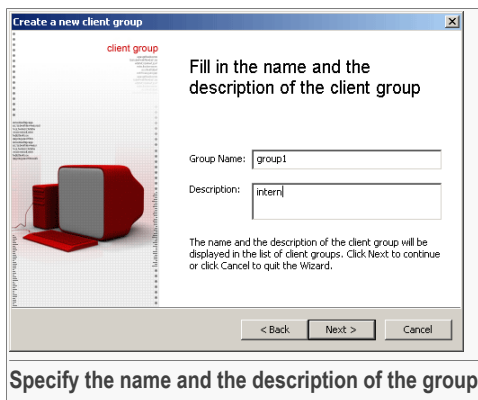 Create a new client group
client group
Fill in the name and the
description of the client group
Group Name: group1
Description: intern
The name and the description of the client group will be
displayed in the list of client groups. Click Next to continue
or click Cancel to quit the Wizard.
< Back Next > Cancel
Specify the name and the description of the group